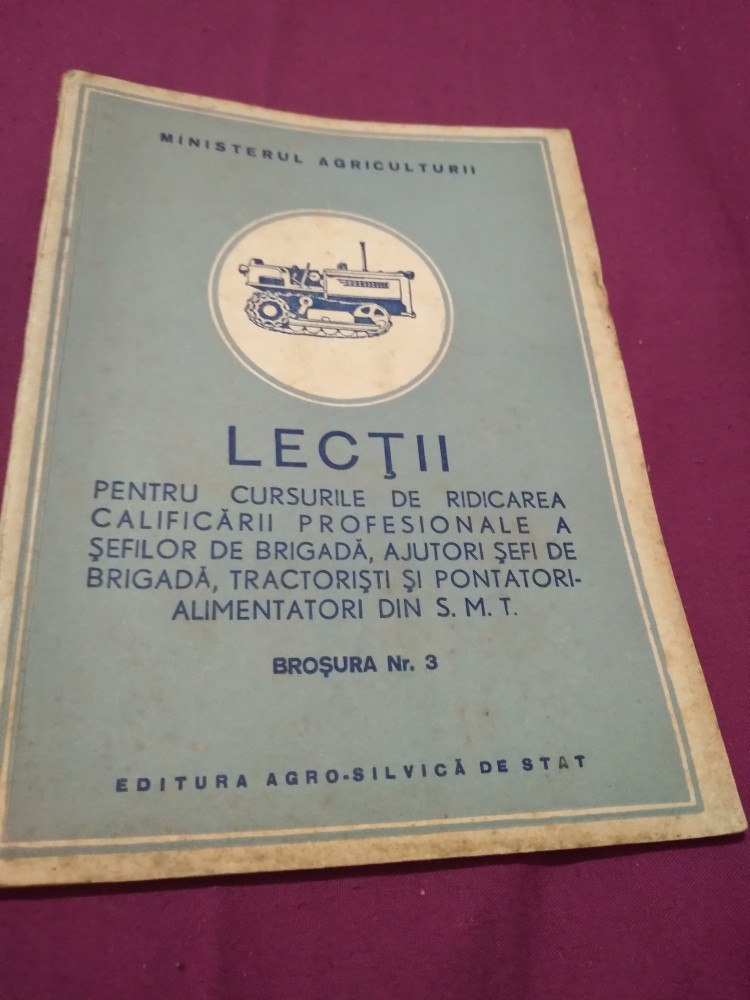 MINISTERUL AGRICULTURII
LECŢII
PENTRU CURSURILE DE RIDICAREA
CALIFICĂRII PROFESIONALE A
ŞEFILOR DE BRIGADĂ, AJUTORI ŞEFI DE
BRIGADĂ, TRACTORIŞTI ŞI PONTATORI-
ALIMENTATORI DIN S. M. T.
BROŞURA Nr. 3
EDITURA AGRO-SILVICĂ DE STAT